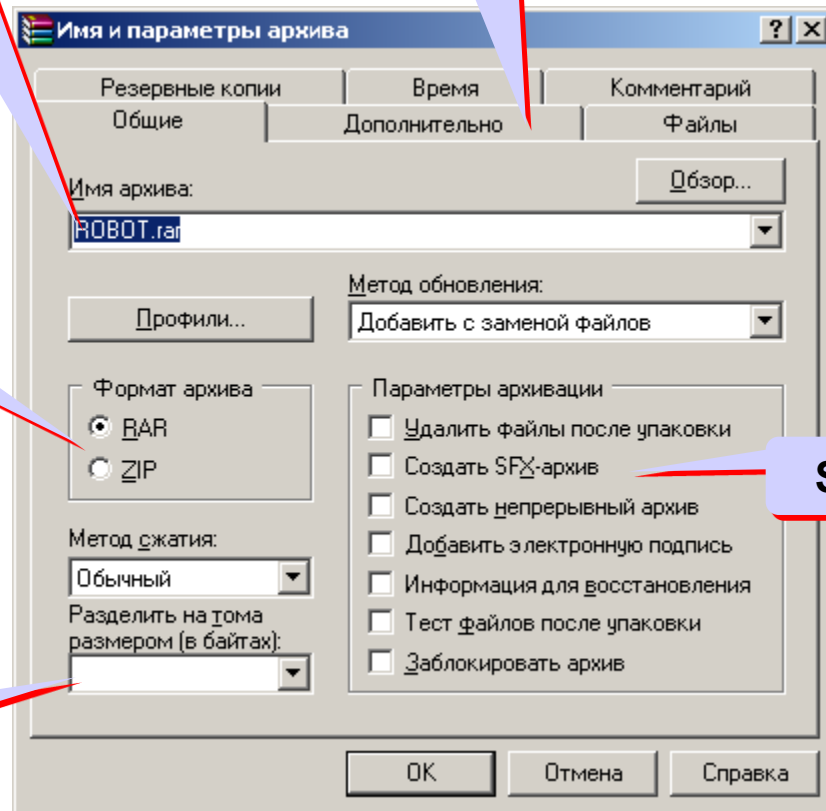 Имя и параметры архива
Резервные копии
Время
Комментарий
Общие
Дополнительно
Файлы
Имя архива:
Обзор...
ROBOT.rar
Профили...
Метод обновления:
Добавить с заменой файлов
Формат архива
RAR
ZIP
Метод сжатия:
Обычный
Разделить на тома
размером (в байтах):
Параметры архивации
Удалить файлы после упаковки
Создать SFX-архив
Создать непрерывный архив
Добавить электронную подпись
Информация для восстановления
Тест файлов после упаковки
Заблокировать архив
S
OK
Отмена
Справка